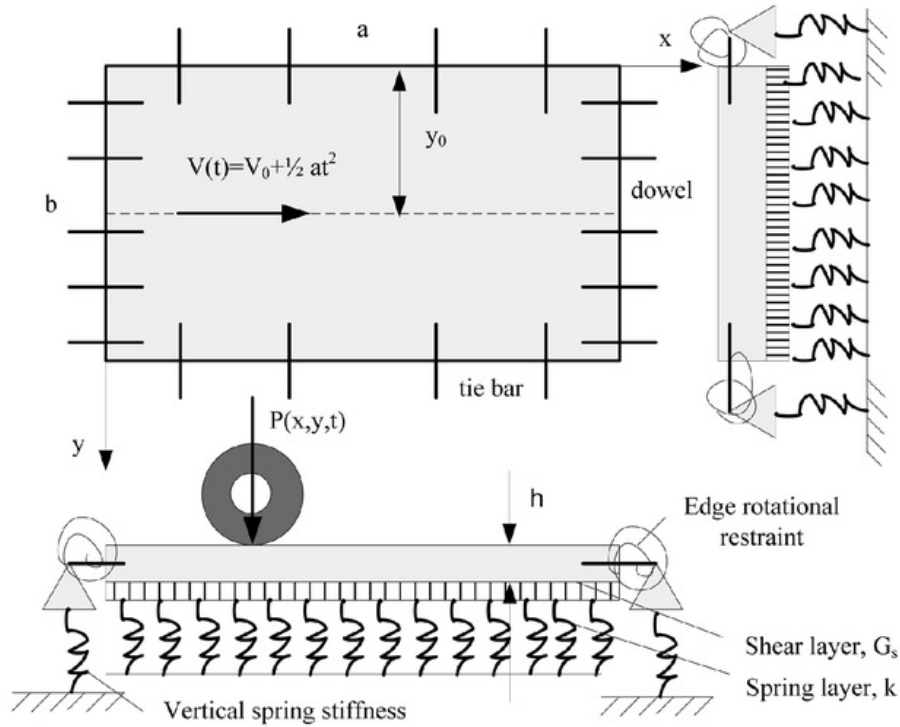 a
x
y₀
V(t)=V₀+½ at²
b
dowel
tie bar
P(x,y,t)
y
h
Edge rotational
restraint
Shear layer, Gₛ
Spring layer, k
Vertical spring stiffness